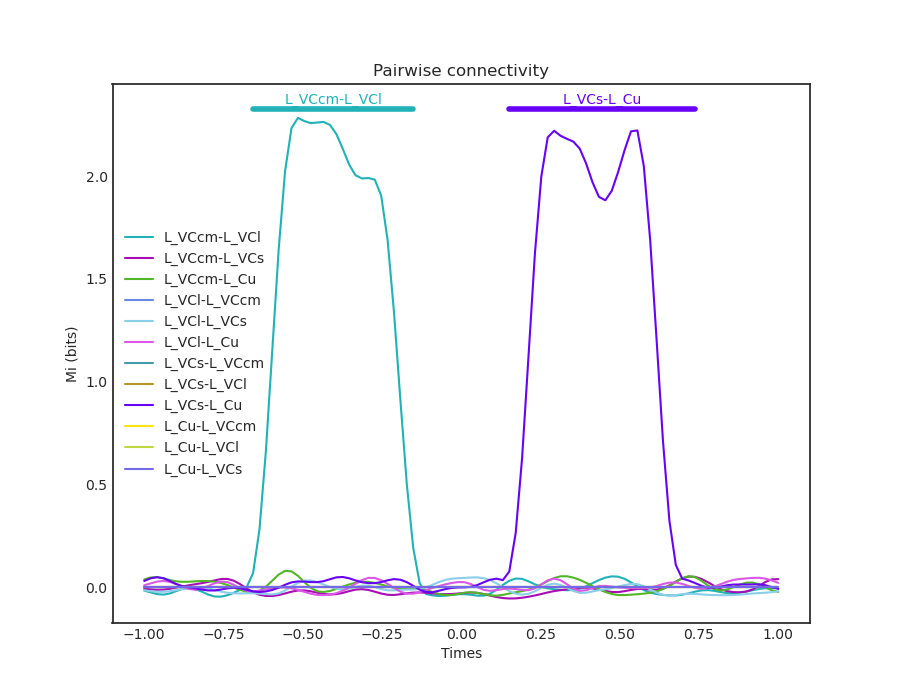 Pairwise connectivity
L_VCcm-L_VCl
L_VCs-L_Cu
2.0
1.5
1.0
0.5
0.0
Mi (bits)
L_VCcm-L_VCl
L_VCcm-L_VCs
L_VCcm-L_Cu
L_VCl-L_VCcm
L_VCl-L_VCs
L_VCl-L_Cu
L_VCs-L_VCcm
L_VCs-L_VCl
L_VCs-L_Cu
L_Cu-L_VCcm
L_Cu-L_VCl
L_Cu-L_VCs
−1.00 −0.75 −0.50 −0.25 0.00 0.25 0.50 0.75 1.00
Times